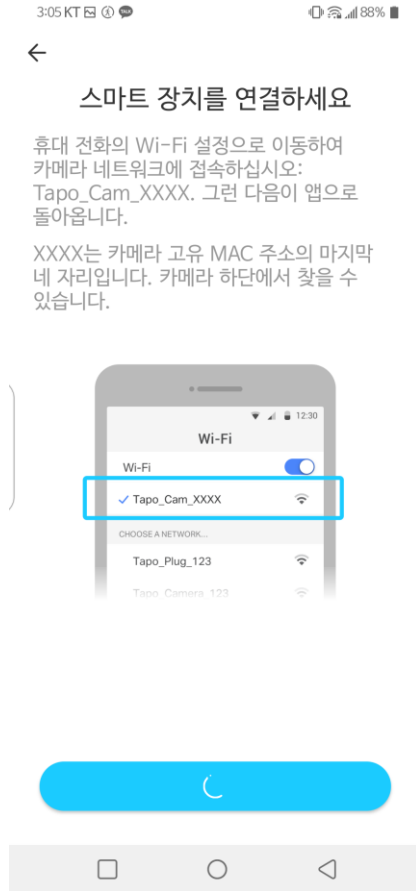 3:05 KT 88%
스마트 장치를 연결하세요
휴대 전화의 Wi-Fi 설정으로 이동하여
카메라 네트워크에 접속하십시오:
Tapo_Cam_XXXX. 그런 다음이 앱으로
돌아옵니다.
XXXX는 카메라 고유 MAC 주소의 마지막
네 자리입니다. 카메라 하단에서 찾을 수
있습니다.
12:30
Wi-Fi
Wi-Fi
Tapo_Cam_XXXX
CHOOSE A NETWORK...
Tapo_Plug_123
Tapo_Camera_123